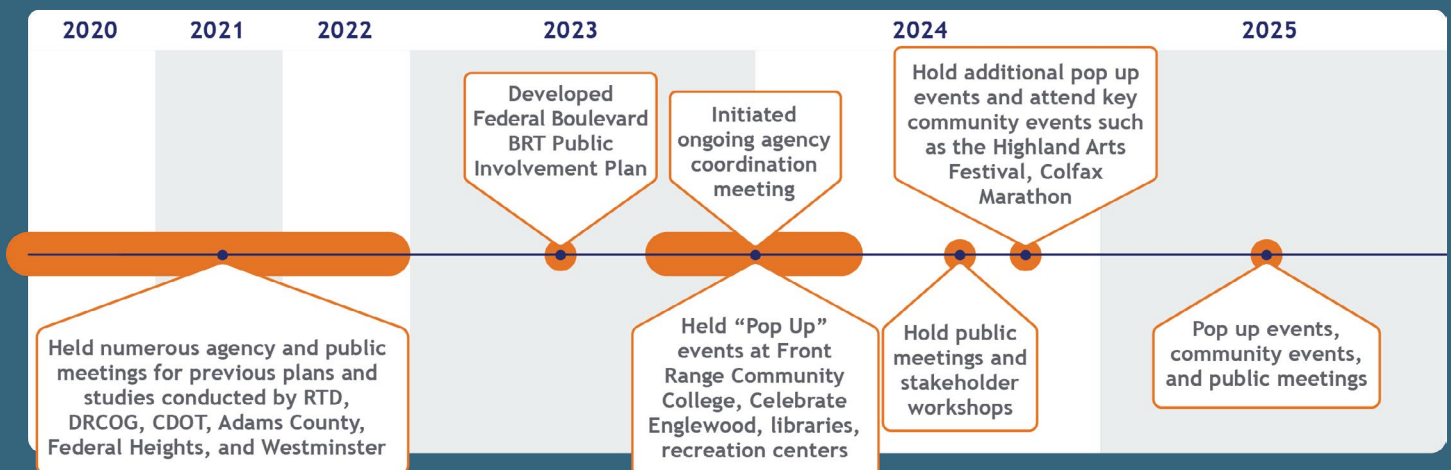 2020
2021
2022
2023
2024
2025
Developed
Federal Boulevard
BRT Public
Involvement Plan
Initiated
ongoing agency
coordination
meeting
Hold additional pop up
events and attend key
community events such
as the Highland Arts
Festival, Colfax
Marathon
Held numerous agency and public
meetings for previous plans and
studies conducted by RTD,
DRCOG, CDOT, Adams County,
Federal Heights, and Westminster
Held “Pop Up”
events at Front
Range Community
College, Celebrate
Englewood, libraries,
recreation centers
Hold public
meetings and
stakeholder
workshops
Pop up events,
community events,
and public meetings